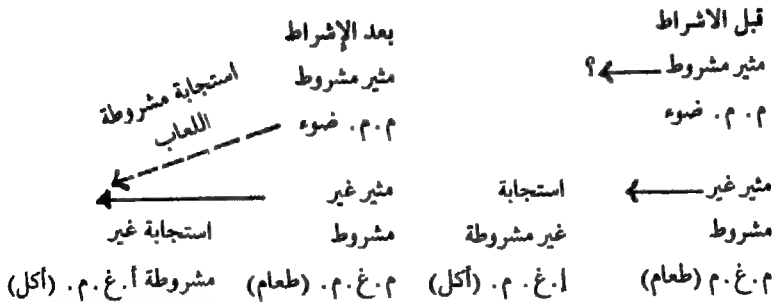 قبل الاشراط
مثير مشروط ؟
م. م. ضوء
مثير غير استجابة
مشروط غير مشروطة
م.غ.م (طعام) إ.غ. م. (أكل)
بعد الإشراط
مثير مشروط
م.م. ضوء
استجابة مشروطة
اللعاب
مثير غير
مشروط استجابة غير
م.غ.م. (طعام) مشروطة أ.غ.م. (أكل)